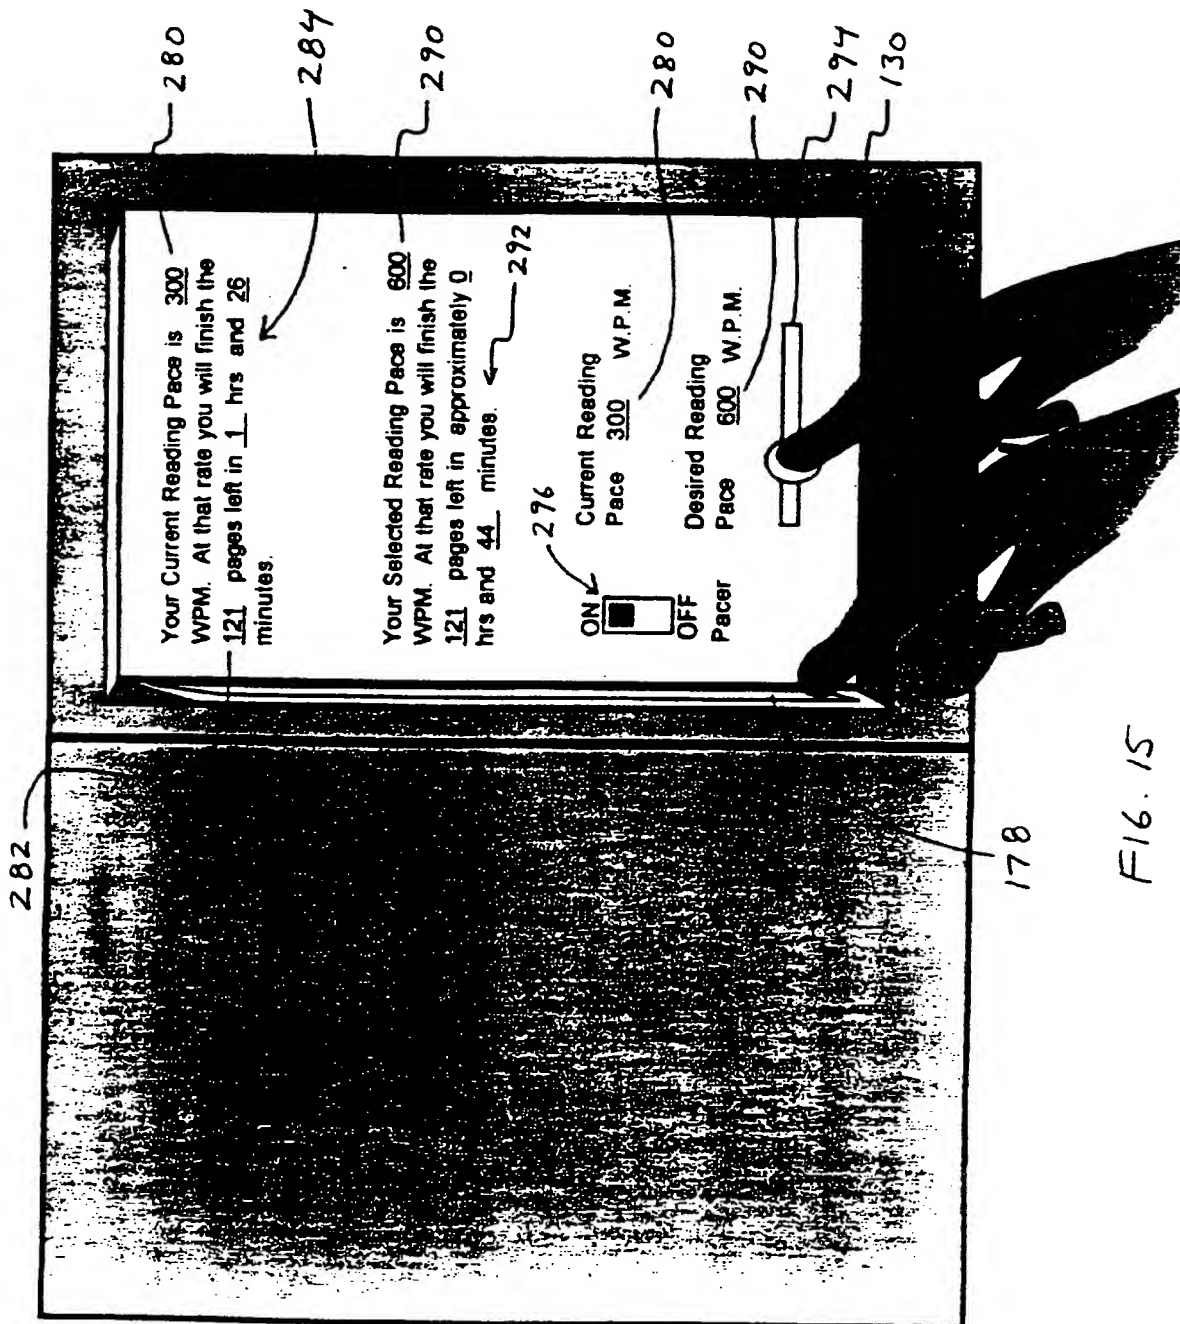 282
Your Current Reading Pace is 300
WPM. At that rate you will finish the
121 pages left in 1 hrs and 26
minutes.
280
284
Your Selected Reading Pace is 600
WPM. At that rate you will finish the
121 pages left in approximately 0
hrs and 44 minutes.
290
292
296
ON
OFF
Pacer
Current Reading
Pace 300 W.P.M.
280
Desired Reading
Pace 600 W.P.M.
290
294
130
178
FIG. 15